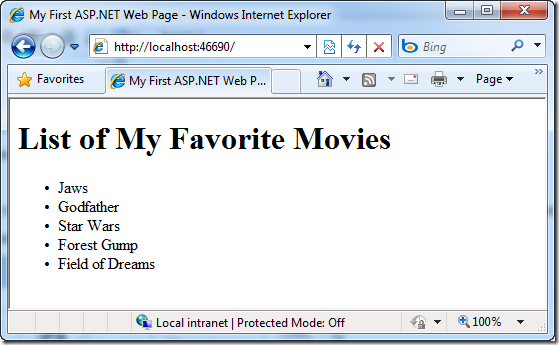 My First ASP.NET Web Page - Windows Internet Explorer
http://localhost:46690/
Bing
Favorites
My First ASP.NET Web P...
Page
List of My Favorite Movies
• Jaws
• Godfather
• Star Wars
• Forest Gump
• Field of Dreams
Local intranet | Protected Mode: Off
100%